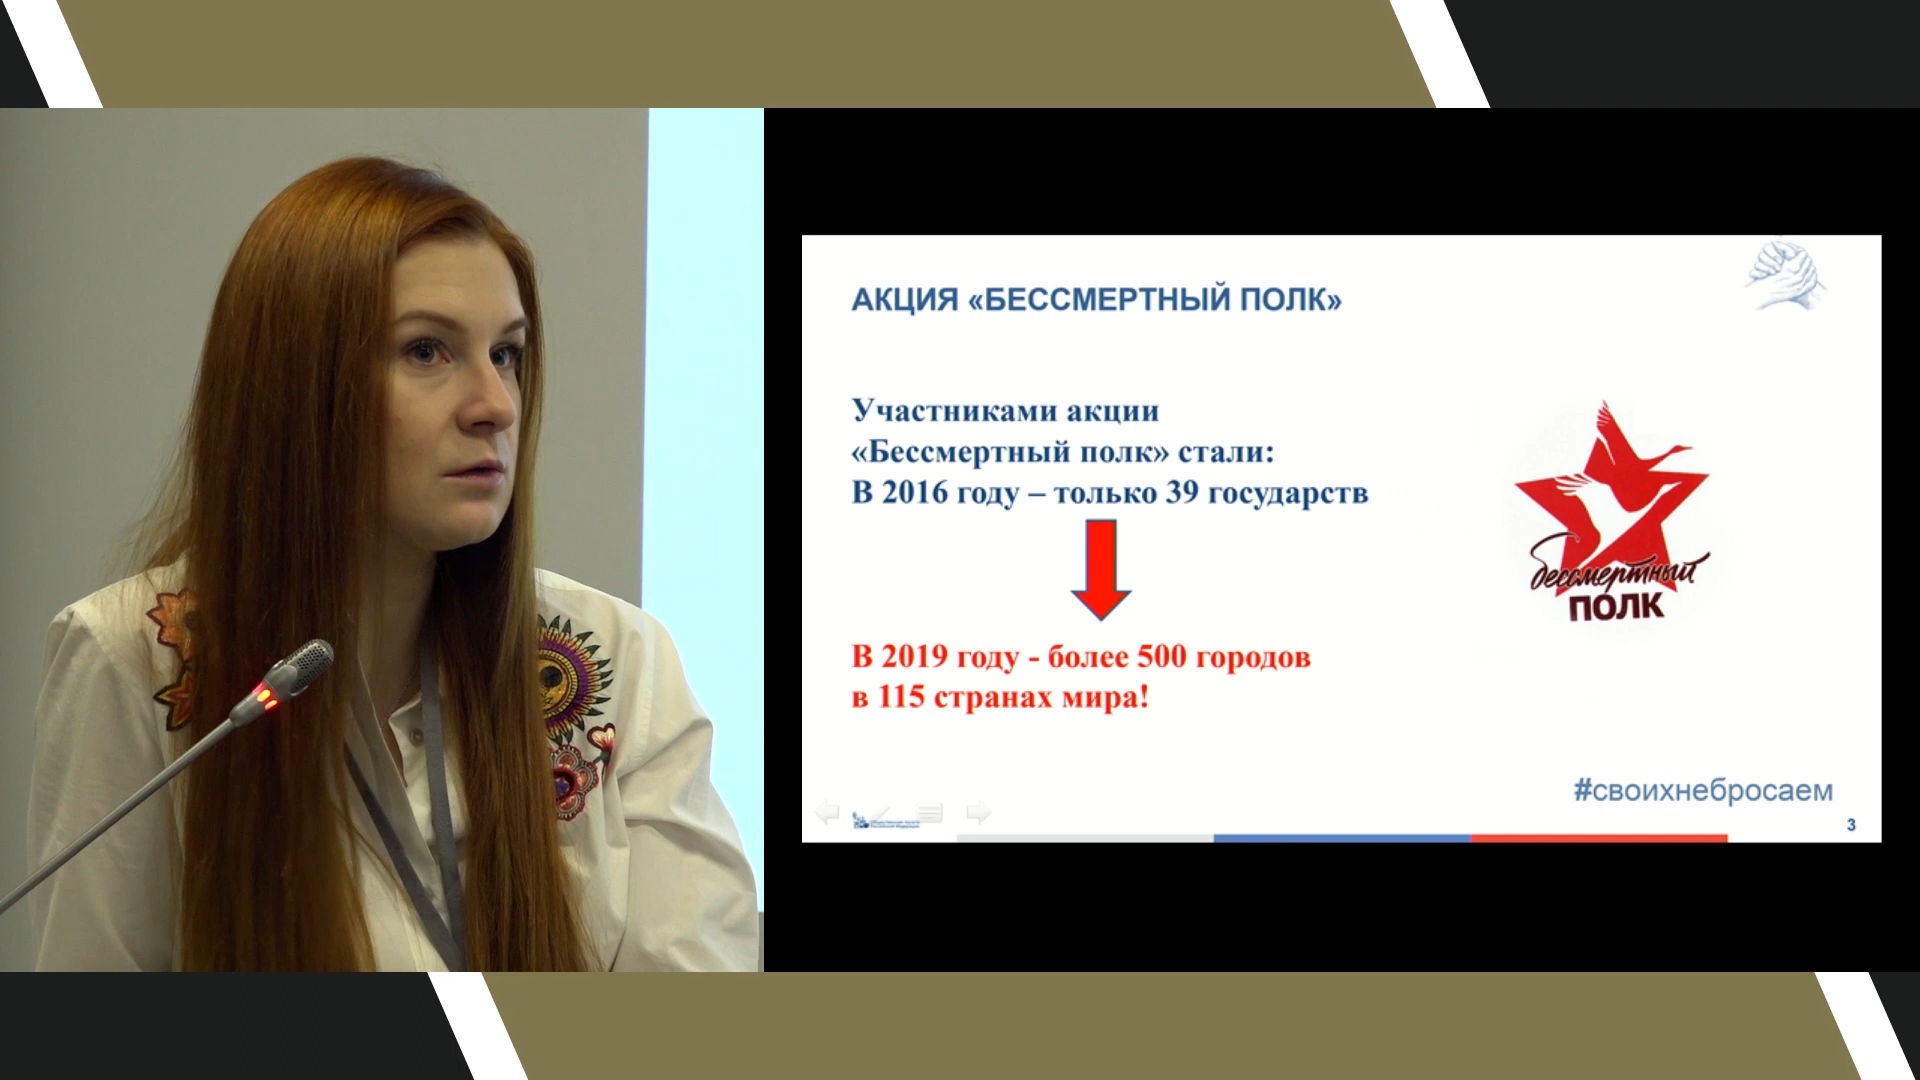 АКЦИЯ «БЕССМЕРТНЫЙ ПОЛК»
Участниками акции
«Бессмертный полк» стали:
В 2016 году – только 39 государств
В 2019 году - более 500 городов
в 115 странах мира!
бессмертный
ПОЛК
#своихнебросаем
3